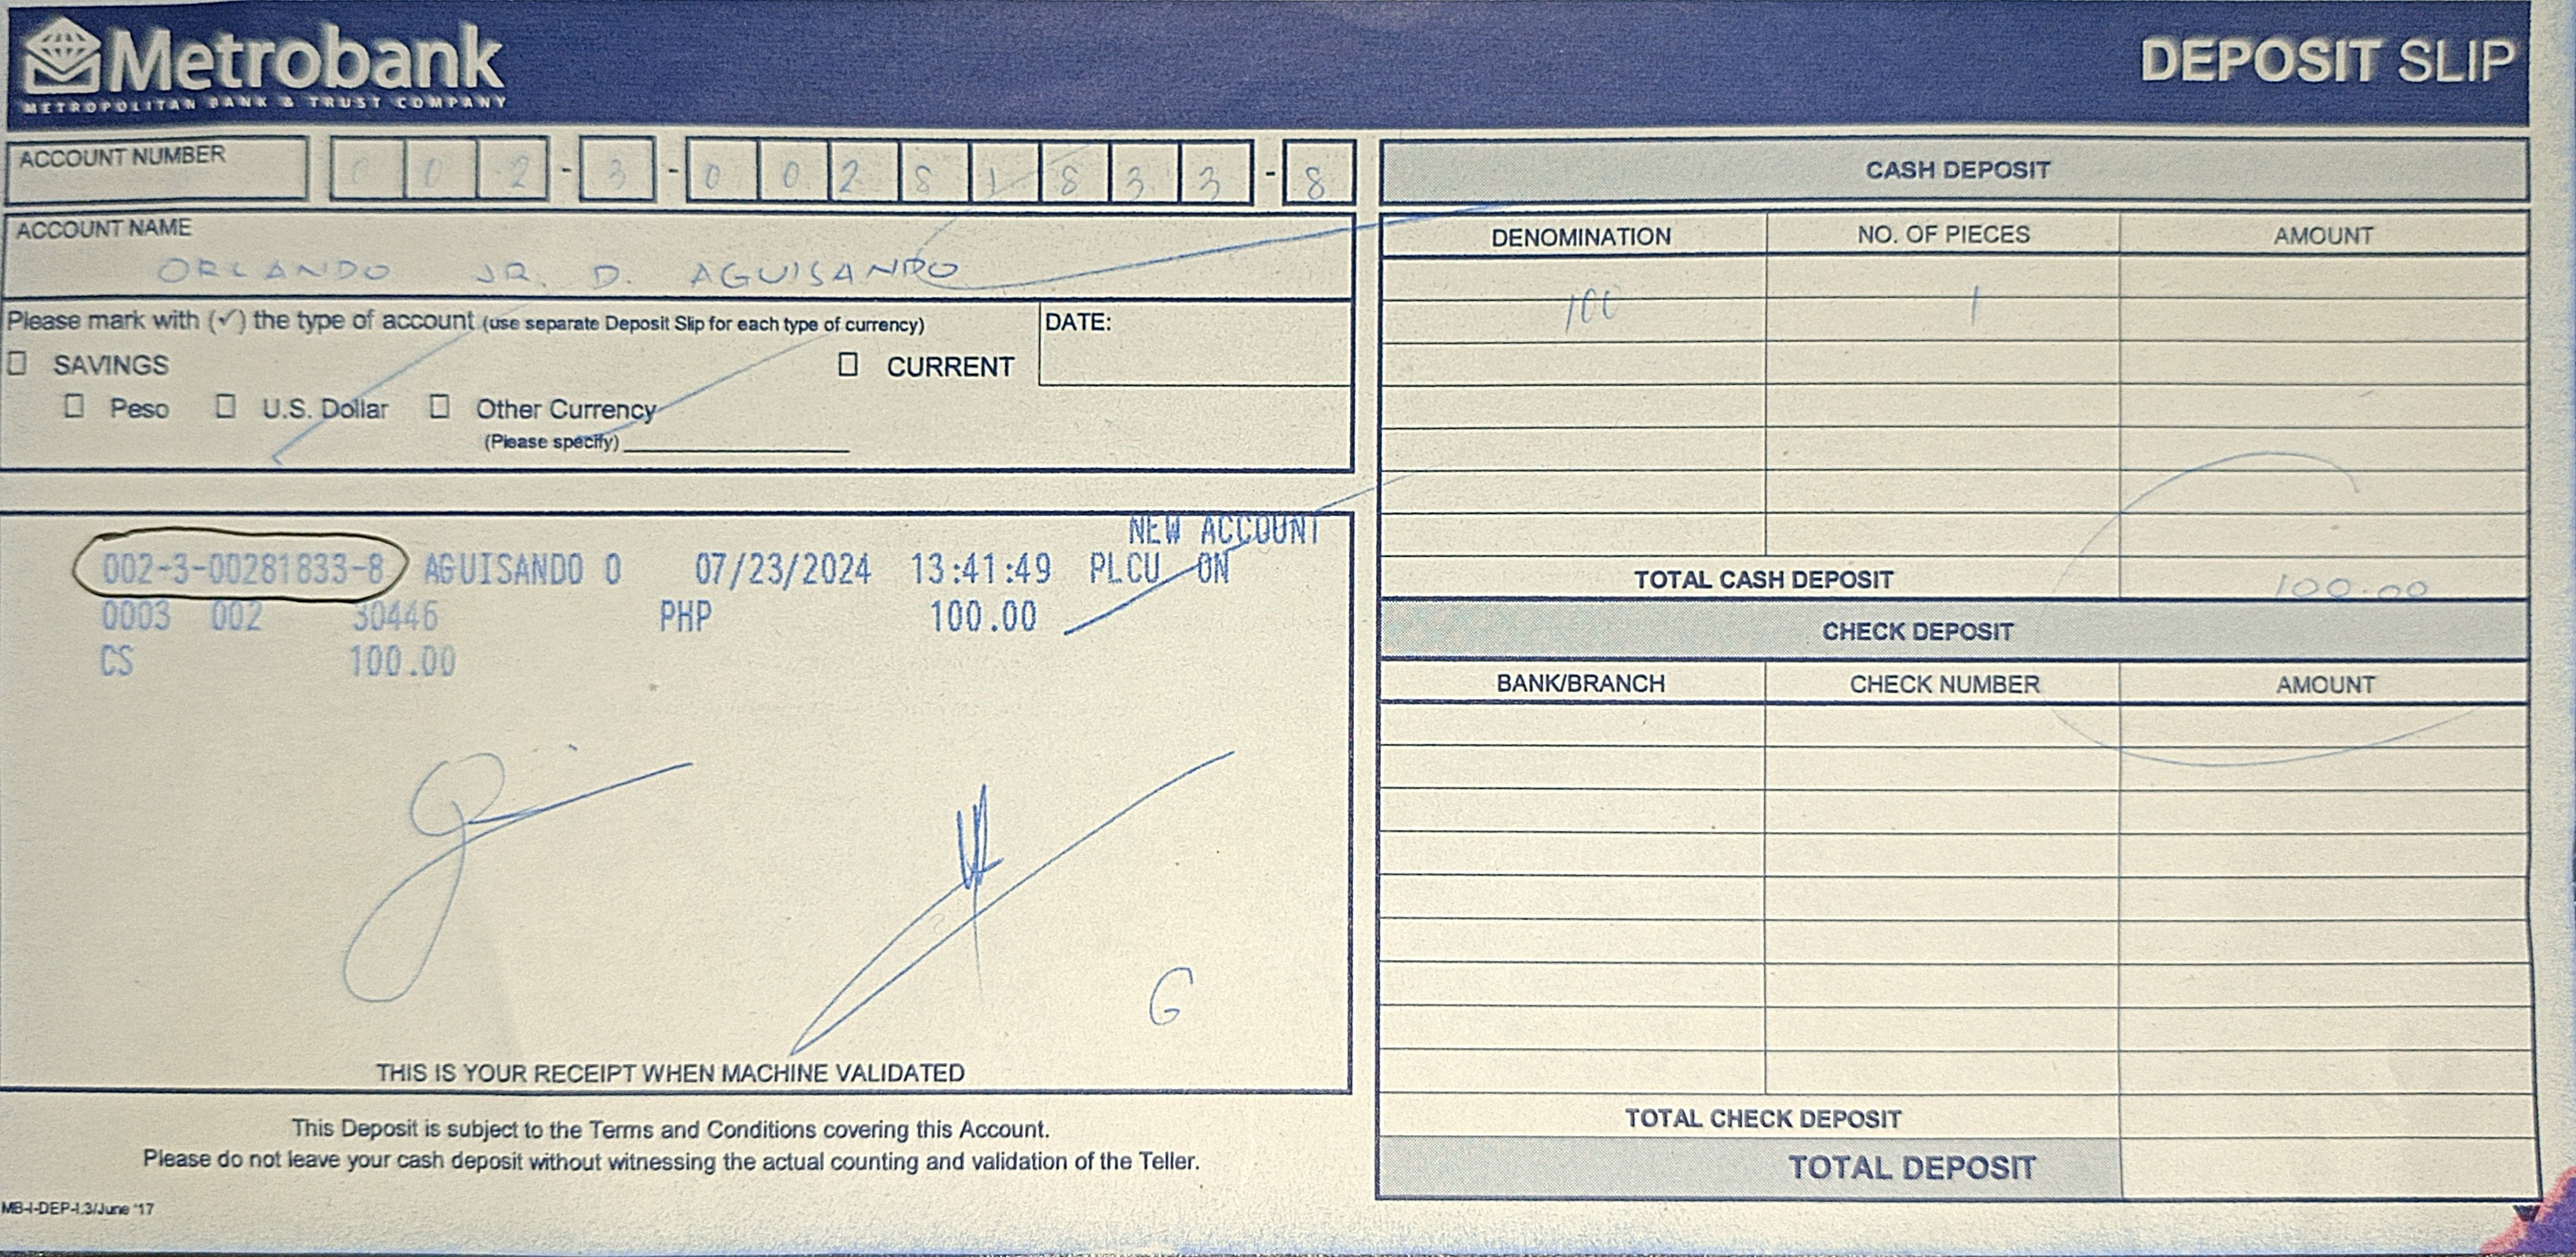 Metrobank
METROPOLITAN BANK & TRUST COMPANY
DEPOSIT SLIP
ACCOUNT NUMBER 0 0 2 - 3 - 0 0 2 8 1 8 3 3 - 8
ACCOUNT NAME
ORLANDO JR. D. AGUISANDO
Please mark with (✓) the type of account (use separate Deposit Slip for each type of currency)
DATE:
☐ SAVINGS ☐ CURRENT
☐ Peso ☐ U.S. Dollar ☐ Other Currency
(Please specify)
NEW ACCOUNT
002-3-00281833-8 AGUISANDO O 07/23/2024 13:41:49 PLCU ON
0003 002 30446 PHP 100.00
CS 100.00
G
THIS IS YOUR RECEIPT WHEN MACHINE VALIDATED
This Deposit is subject to the Terms and Conditions covering this Account.
Please do not leave your cash deposit without witnessing the actual counting and validation of the Teller.
MB-I-DEP-I.3/June '17
CASH DEPOSIT
DENOMINATION NO. OF PIECES AMOUNT
100 1
TOTAL CASH DEPOSIT 100.00
CHECK DEPOSIT
BANK/BRANCH CHECK NUMBER AMOUNT
TOTAL CHECK DEPOSIT
TOTAL DEPOSIT